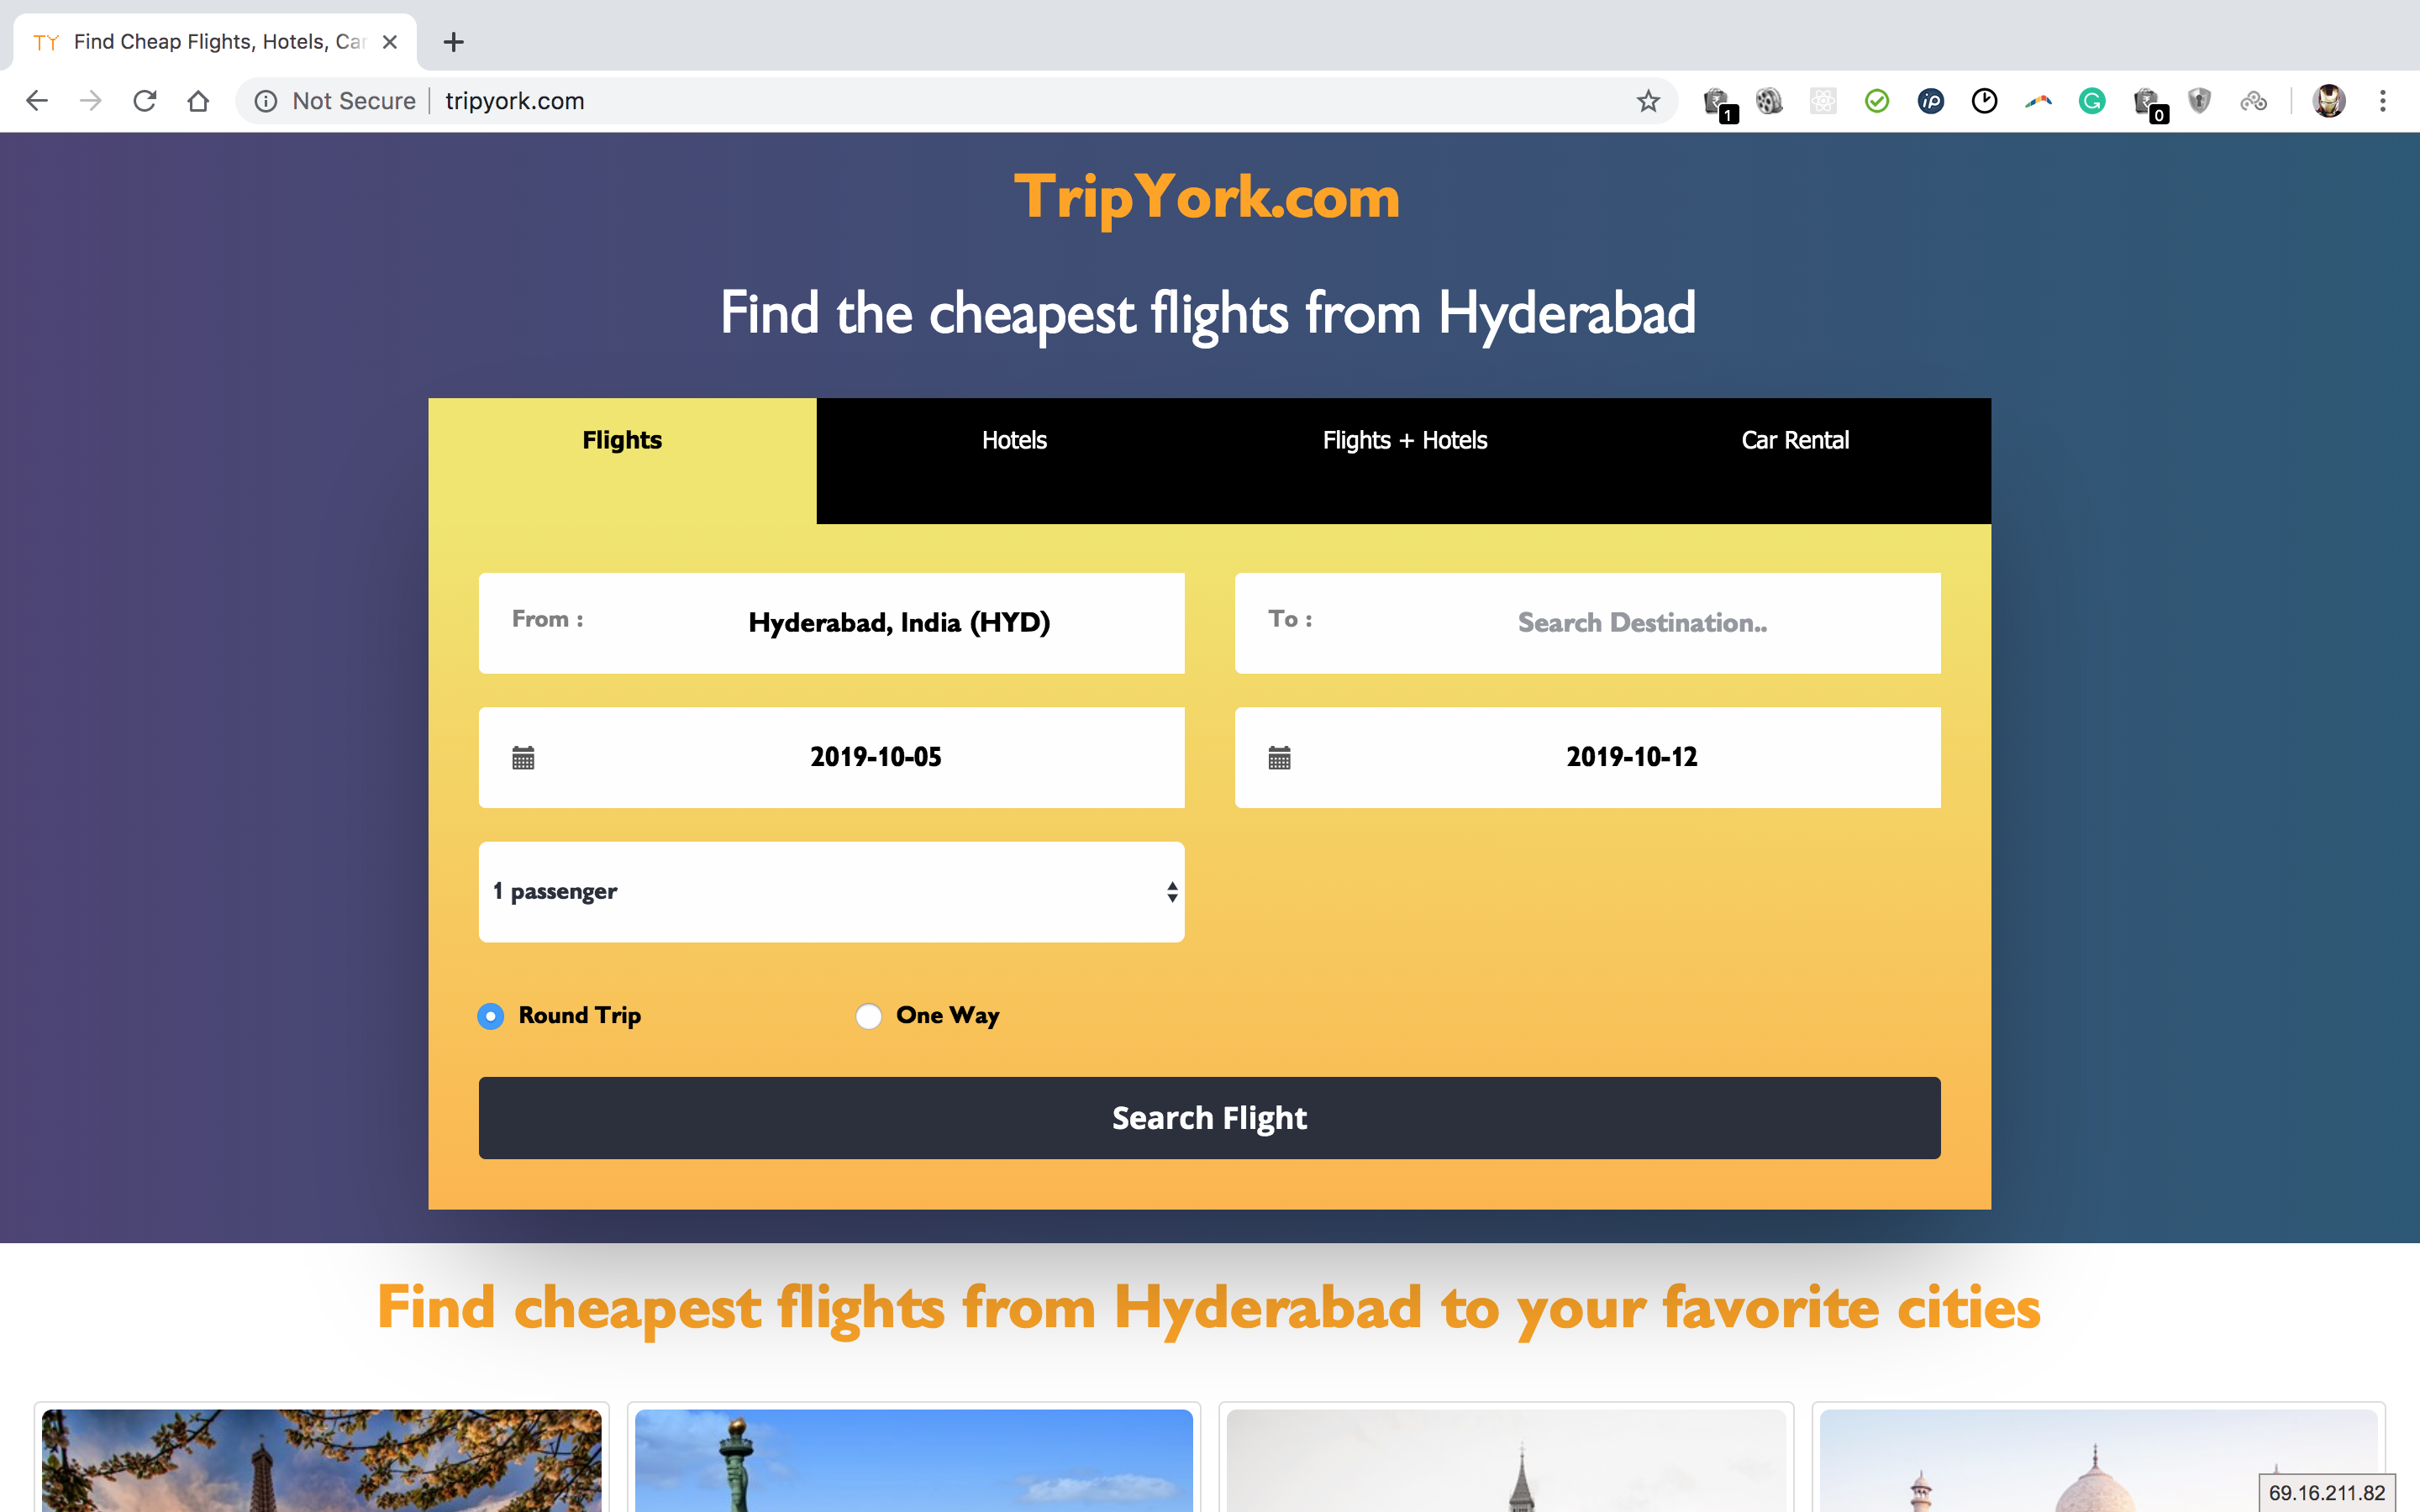 TY Find Cheap Flights, Hotels, Car
Not Secure tripyork.com
1
ip
G
0
TripYork.com
Find the cheapest flights from Hyderabad
Flights Hotels Flights + Hotels Car Rental
From : Hyderabad, India (HYD) To : Search Destination..
2019-10-05 2019-10-12
1 passenger
Round Trip One Way
Search Flight
Find cheapest flights from Hyderabad to your favorite cities
69.16.211.82